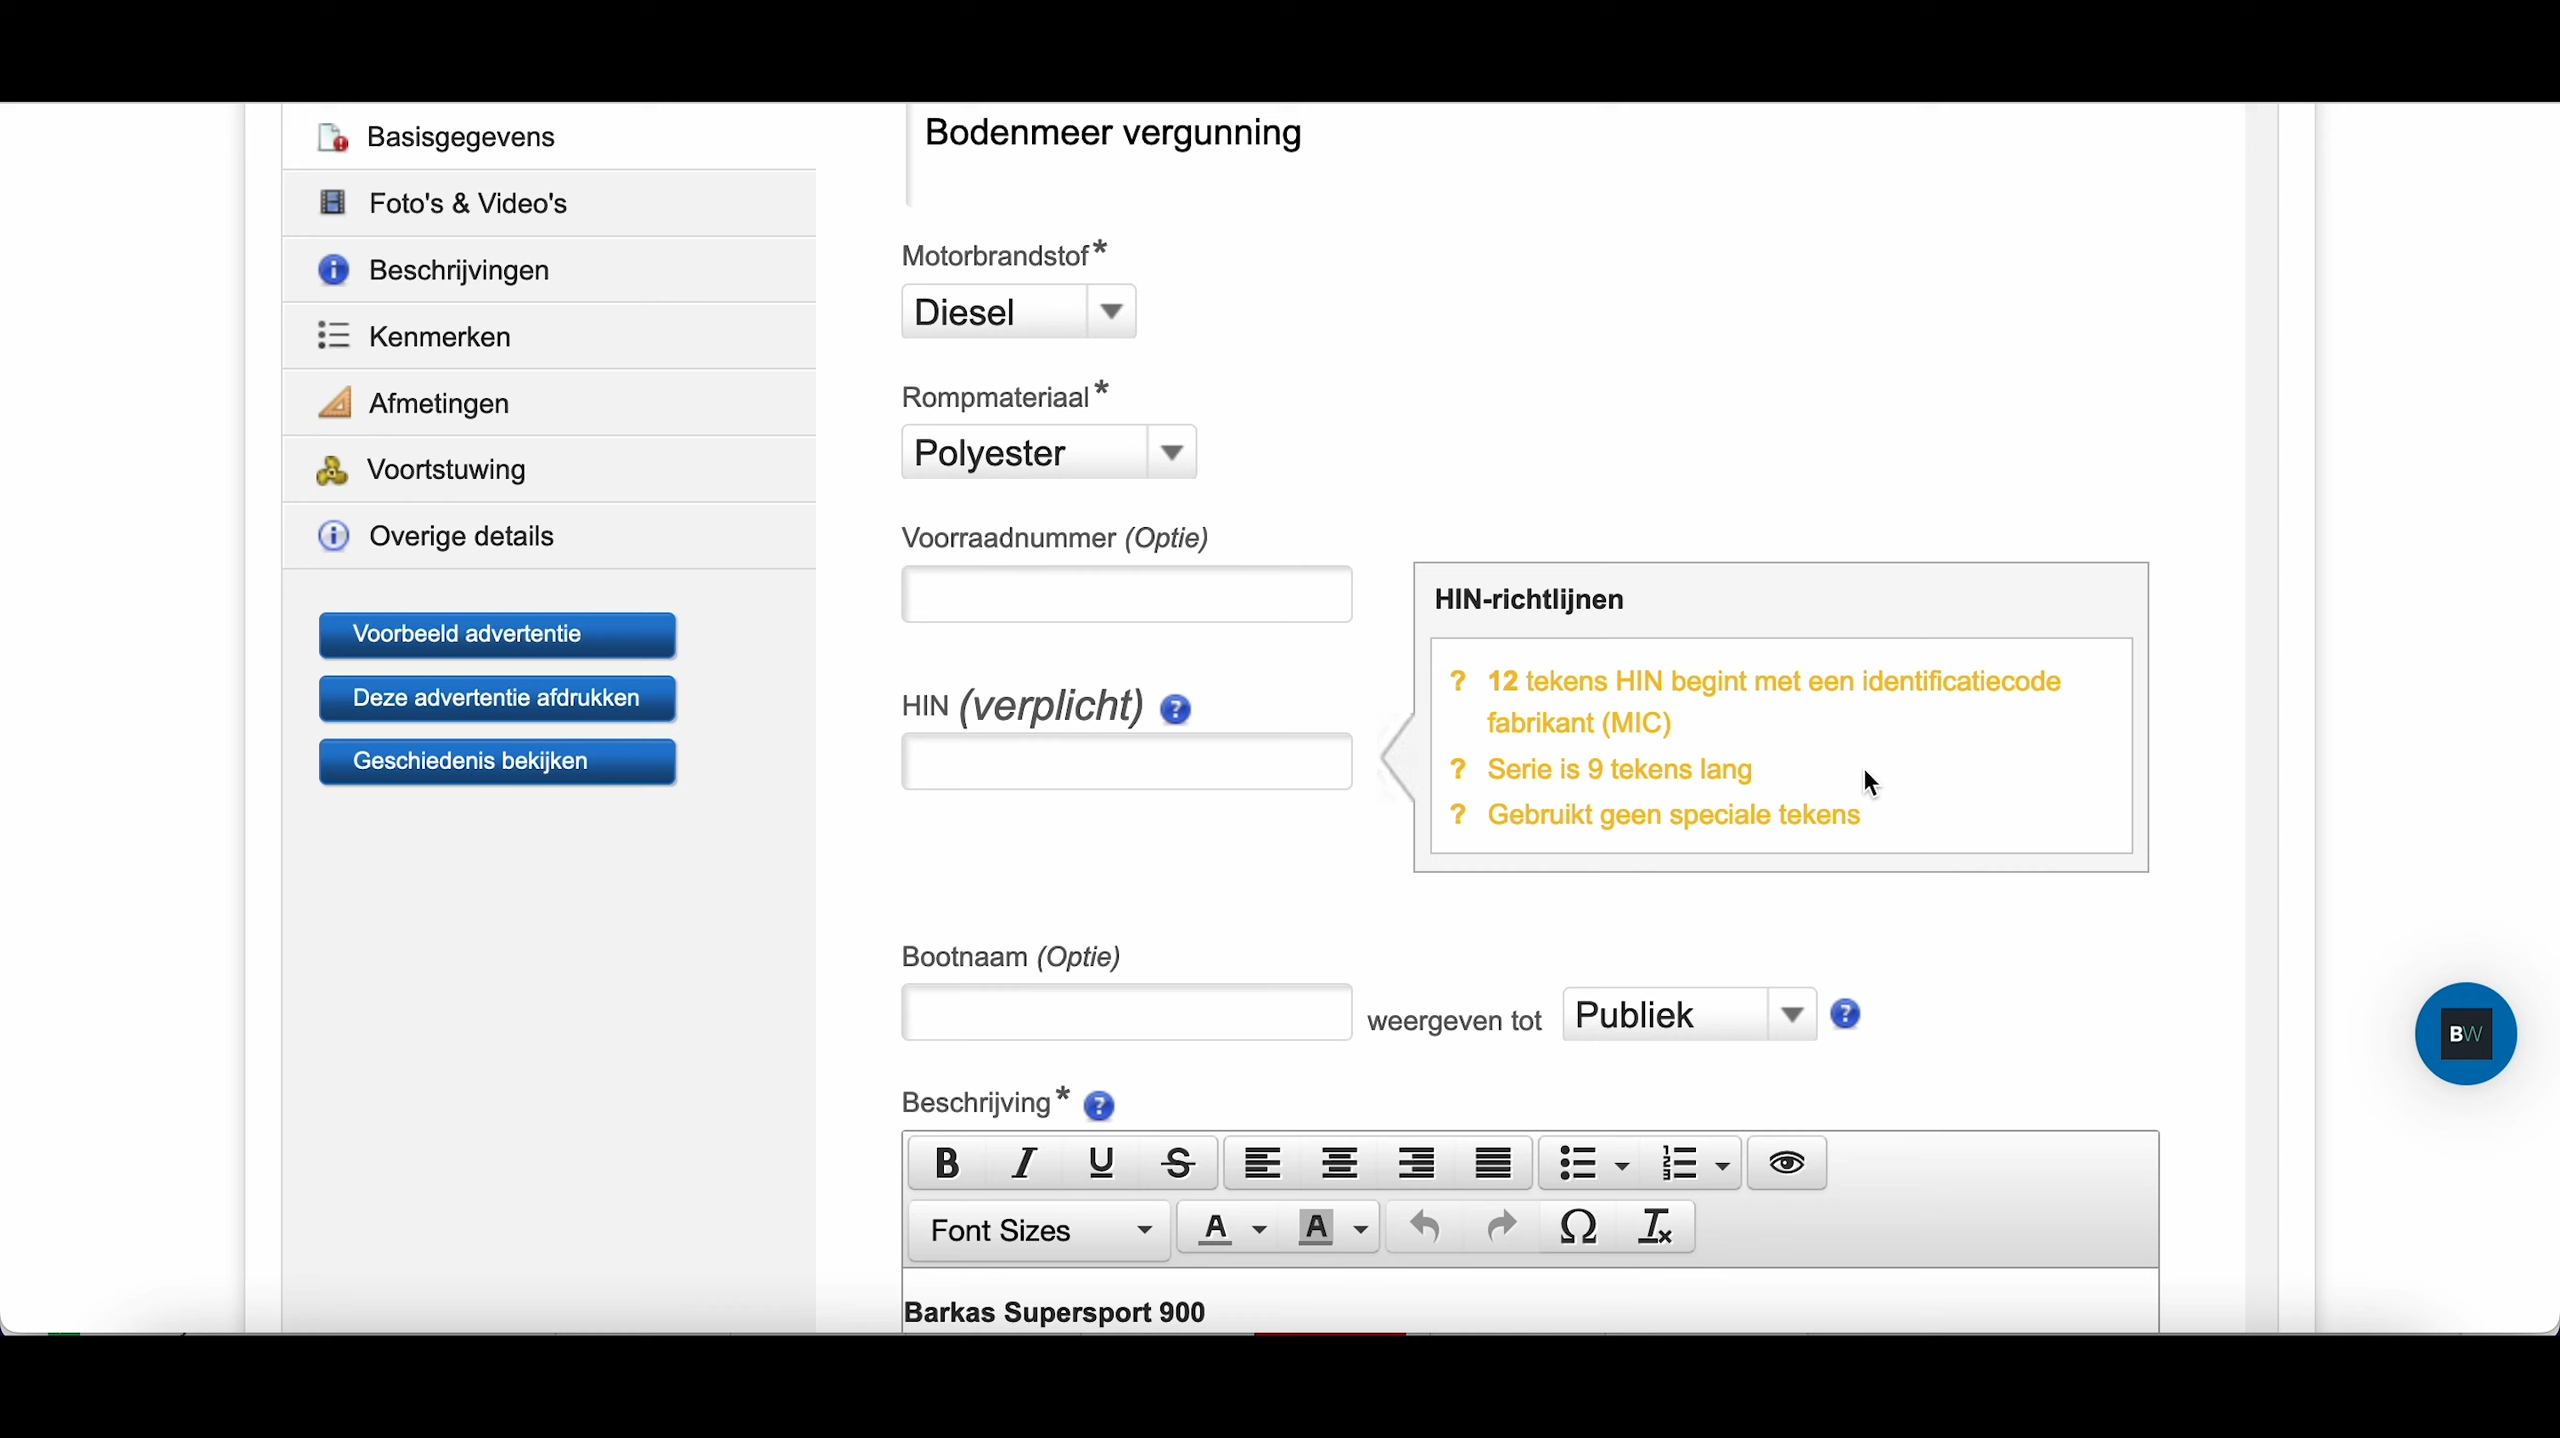 Basisgegevens
Foto's & Video's
Beschrijvingen
Kenmerken
Afmetingen
Voortstuwing
Overige details
Voorbeeld advertentie
Deze advertentie afdrukken
Geschiedenis bekijken
Bodenmeer vergunning
Motorbrandstof*
Diesel
Rompmateriaal*
Polyester
Voorraadnummer (Optie)
HIN (verplicht) ?
HIN-richtlijnen
? 12 tekens HIN begint met een identificatiecode
fabrikant (MIC)
? Serie is 9 tekens lang
? Gebruikt geen speciale tekens
Bootnaam (Optie)
weergeven tot Publiek ?
BW
Beschrijving* ?
B I U S
Font Sizes A A Ω Tx
Barkas Supersport 900